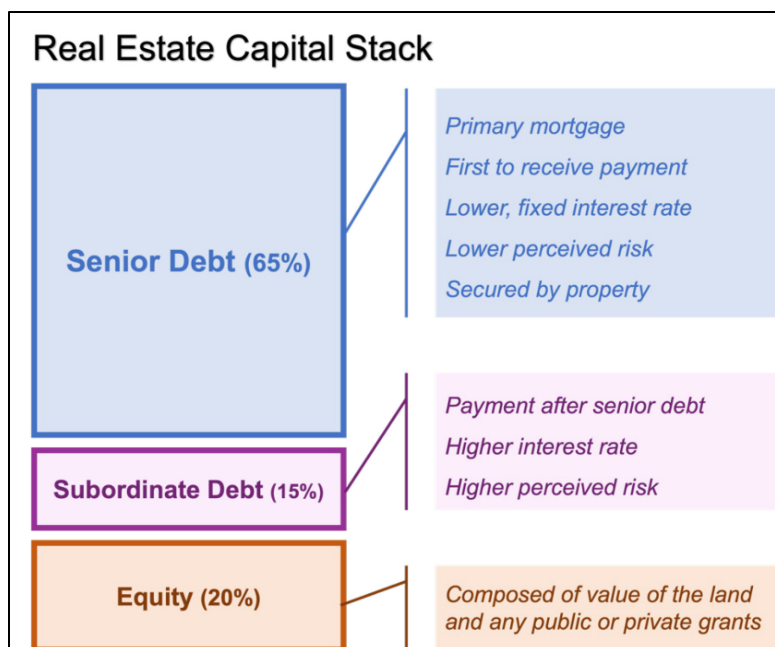 Real Estate Capital Stack
Senior Debt (65%)
Primary mortgage
First to receive payment
Lower, fixed interest rate
Lower perceived risk
Secured by property
Subordinate Debt (15%)
Payment after senior debt
Higher interest rate
Higher perceived risk
Equity (20%)
Composed of value of the land
and any public or private grants